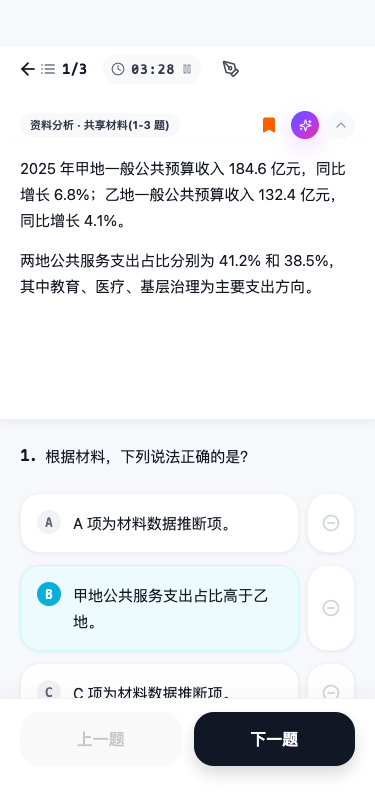 1/3
03:28
资料分析 · 共享材料(1-3 题)
2025 年甲地一般公共预算收入 184.6 亿元，同比
增长 6.8%；乙地一般公共预算收入 132.4 亿元，
同比增长 4.1%。
两地公共服务支出占比分别为 41.2% 和 38.5%，
其中教育、医疗、基层治理为主要支出方向。
1. 根据材料，下列说法正确的是?
A A 项为材料数据推断项。
B 甲地公共服务支出占比高于乙
地。
C C 项为材料数据推断项。
上一题 下一题